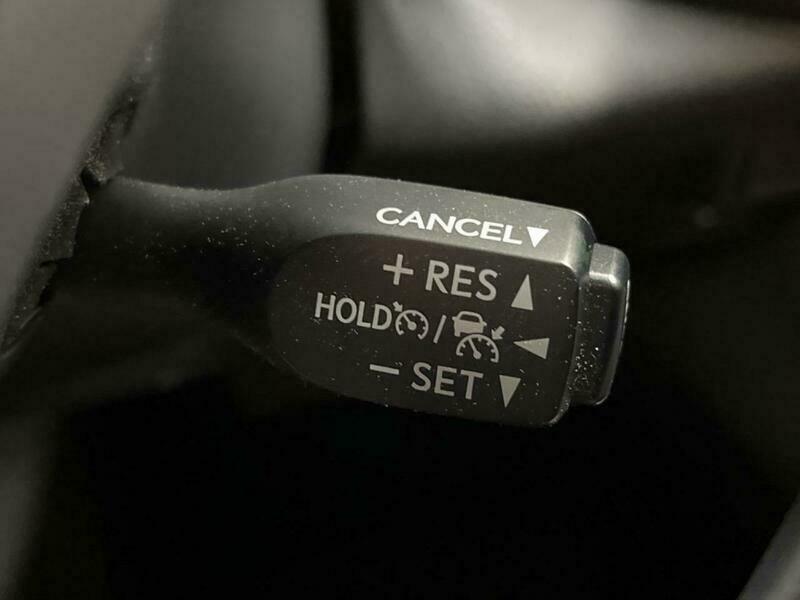 CANCEL▼
+ RES ▲
HOLD / ◀
− SET ▼